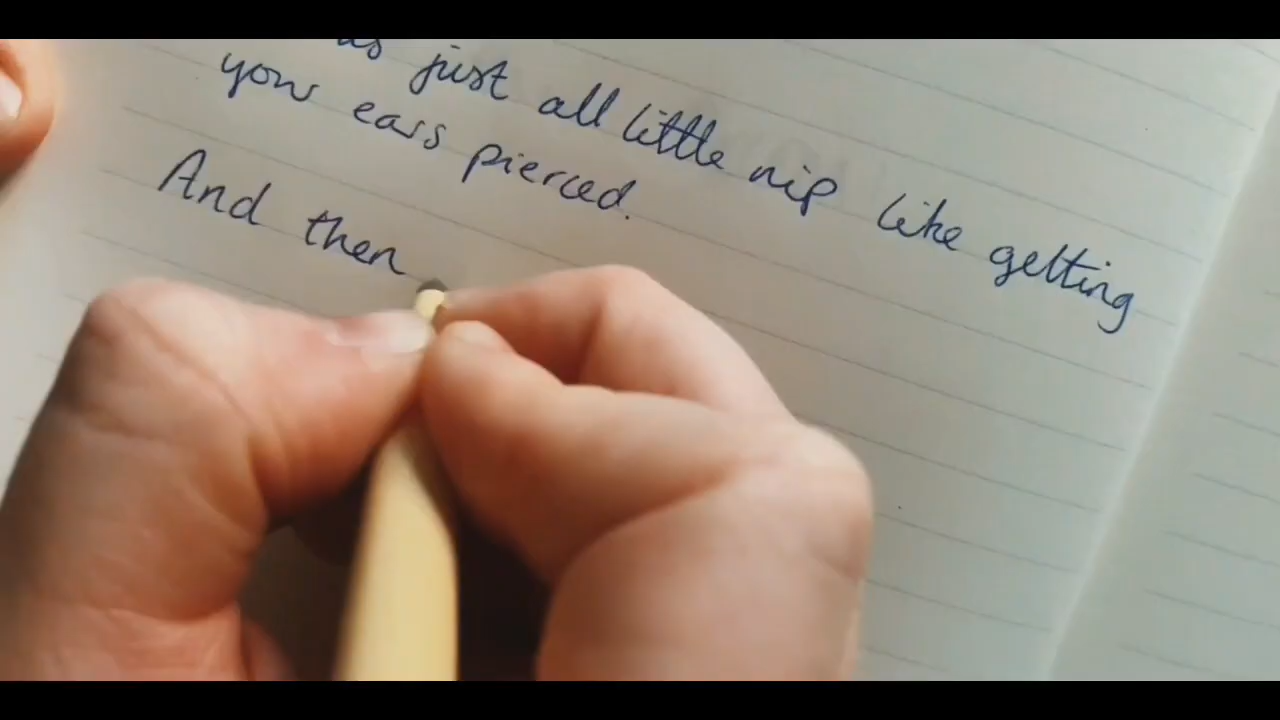 just all little nip like getting
your ears pierced.
And then